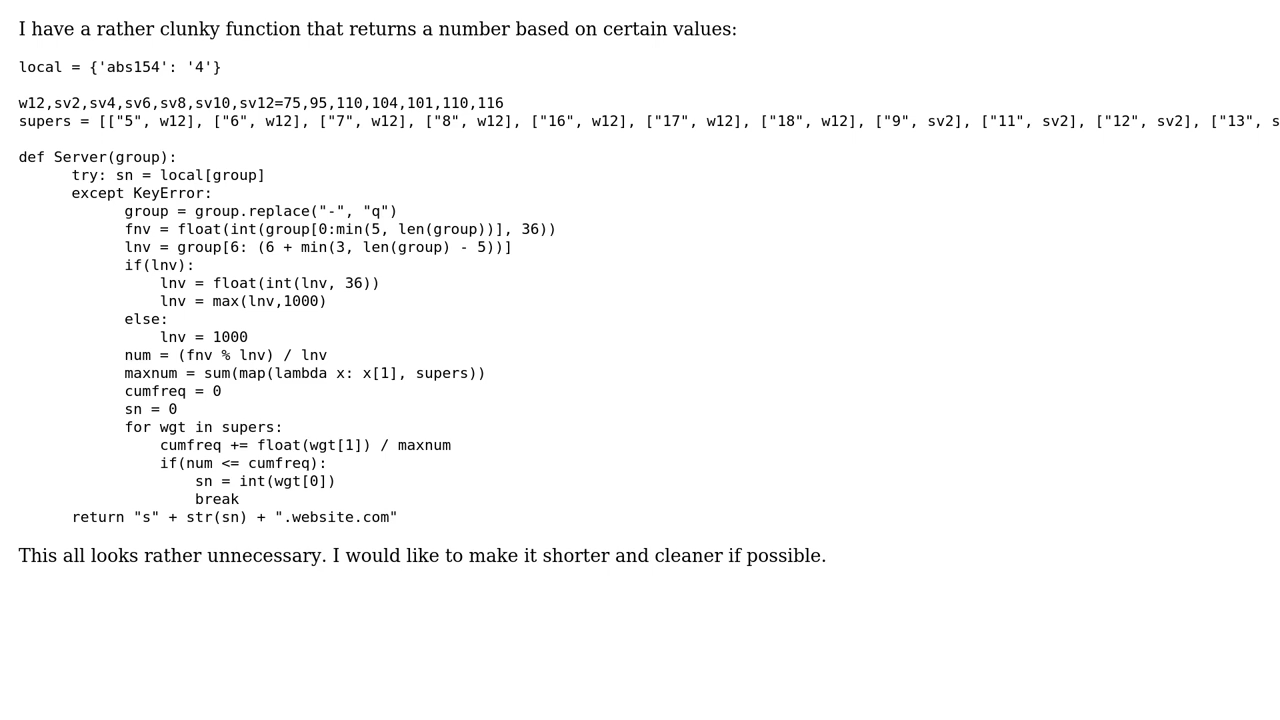 I have a rather clunky function that returns a number based on certain values:
local = {'abs154': '4'}
w12,sv2,sv4,sv6,sv8,sv10,sv12=75,95,110,104,101,110,116
supers = [["5", w12], ["6", w12], ["7", w12], ["8", w12], ["16", w12], ["17", w12], ["18", w12], ["9", sv2], ["11", sv2], ["12", sv2], ["13", s
def Server(group):
      try: sn = local[group]
      except KeyError:
            group = group.replace("-", "q")
            fnv = float(int(group[0:min(5, len(group))], 36))
            lnv = group[6: (6 + min(3, len(group) - 5))]
            if(lnv):
                lnv = float(int(lnv, 36))
                lnv = max(lnv,1000)
            else:
                lnv = 1000
            num = (fnv % lnv) / lnv
            maxnum = sum(map(lambda x: x[1], supers))
            cumfreq = 0
            sn = 0
            for wgt in supers:
                cumfreq += float(wgt[1]) / maxnum
                if(num <= cumfreq):
                    sn = int(wgt[0])
                    break
      return "s" + str(sn) + ".website.com"
This all looks rather unnecessary. I would like to make it shorter and cleaner if possible.